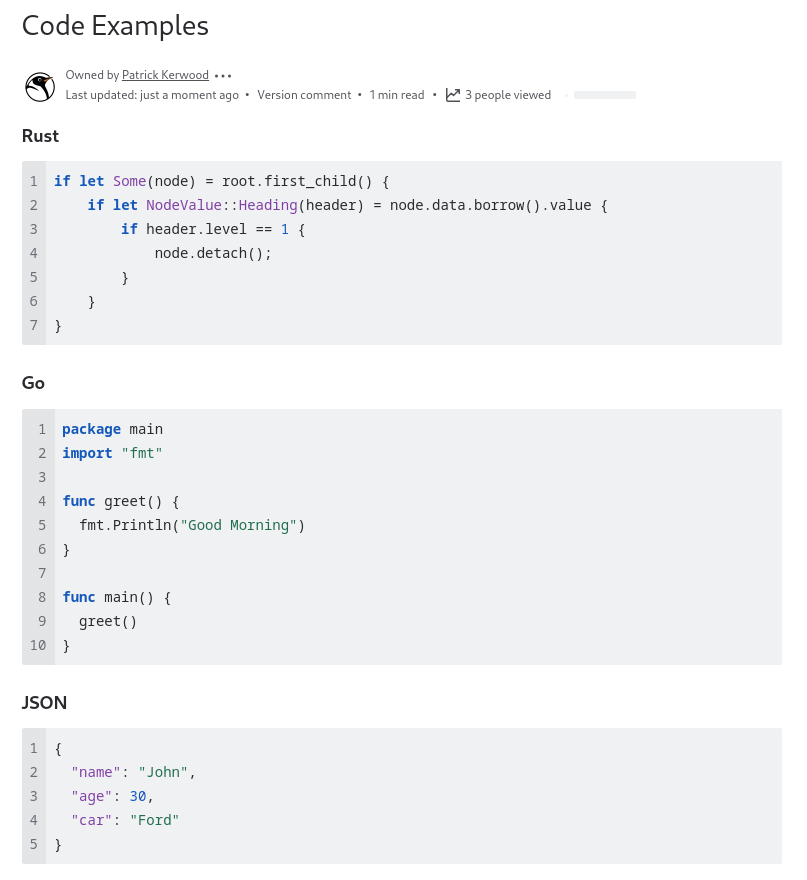 Code Examples
Owned by Patrick Kerwood •••
Last updated: just a moment ago • Version comment • 1 min read • 3 people viewed
Rust
1 if let Some(node) = root.first_child() {
2     if let NodeValue::Heading(header) = node.data.borrow().value {
3         if header.level == 1 {
4             node.detach();
5         }
6     }
7 }
Go
1 package main
2 import "fmt"
3
4 func greet() {
5   fmt.Println("Good Morning")
6 }
7
8 func main() {
9   greet()
10 }
JSON
1 {
2   "name": "John",
3   "age": 30,
4   "car": "Ford"
5 }